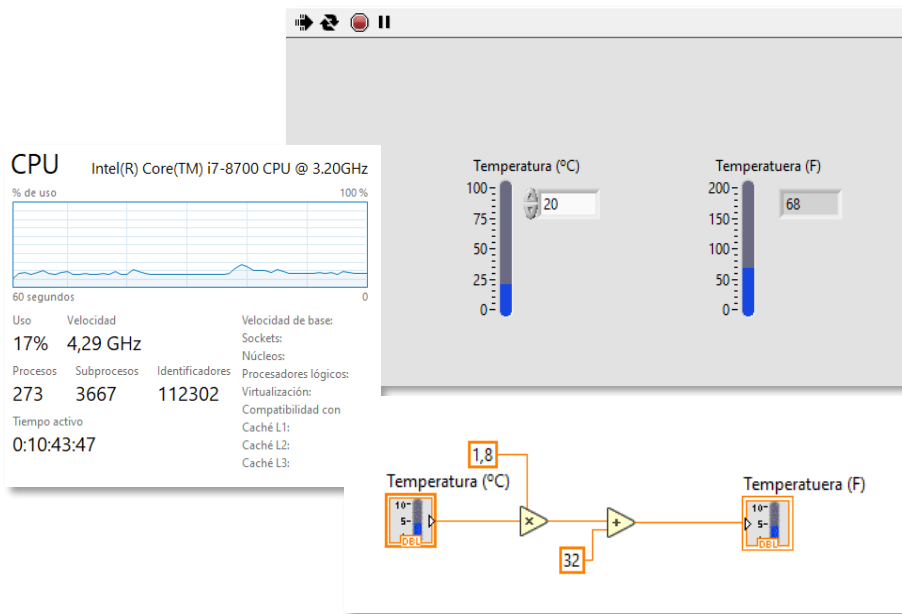 Temperatura (ºC)
100
75
50
25
0
20
Temperatuera (F)
200
150
100
50
0
68
CPU
Intel(R) Core(TM) i7-8700 CPU @ 3.20GHz
% de uso
100 %
60 segundos
0
Uso
Velocidad
17%
4,29 GHz
Procesos
Subprocesos
Identificadores
273
3667
112302
Tiempo activo
0:10:43:47
Velocidad de base:
Sockets:
Núcleos:
Procesadores lógicos:
Virtualización:
Compatibilidad con
Caché L1:
Caché L2:
Caché L3:
1,8
Temperatura (ºC)
10
5
DBL
x
+
32
Temperatuera (F)
10
5
DBL